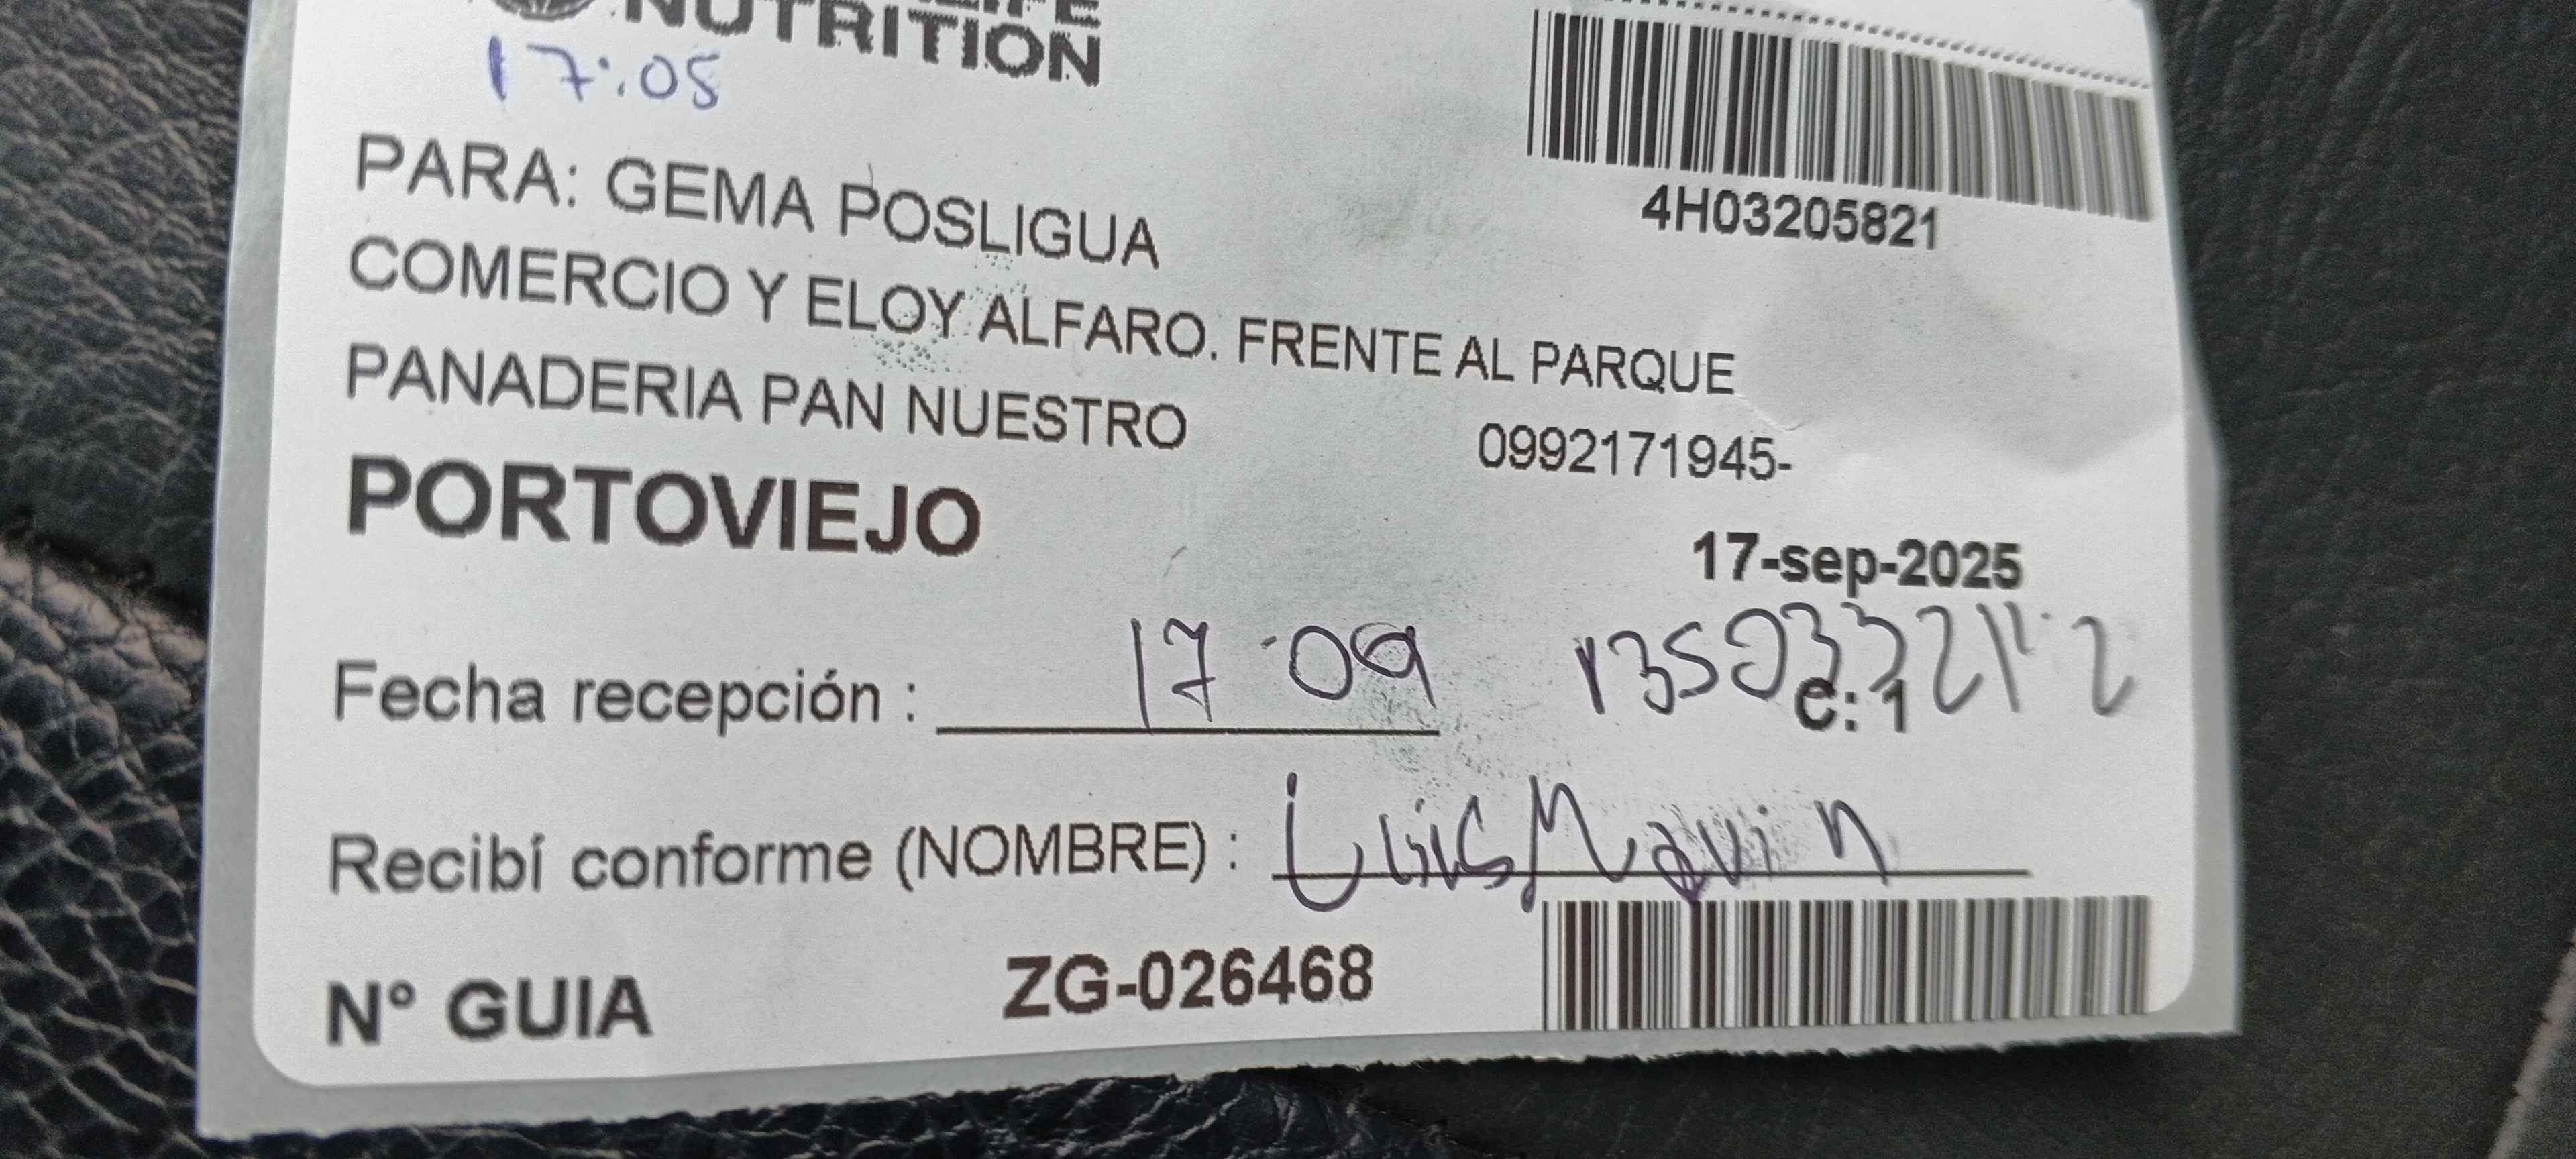 NUTRITION
17:05
4H03205821
PARA: GEMA POSLIGUA
COMERCIO Y ELOY ALFARO. FRENTE AL PARQUE
PANADERIA PAN NUESTRO 0992171945-
PORTOVIEJO
17-sep-2025
Fecha recepción : 17 09
C: 1
Recibí conforme (NOMBRE) : Luis
N° GUIA ZG-026468